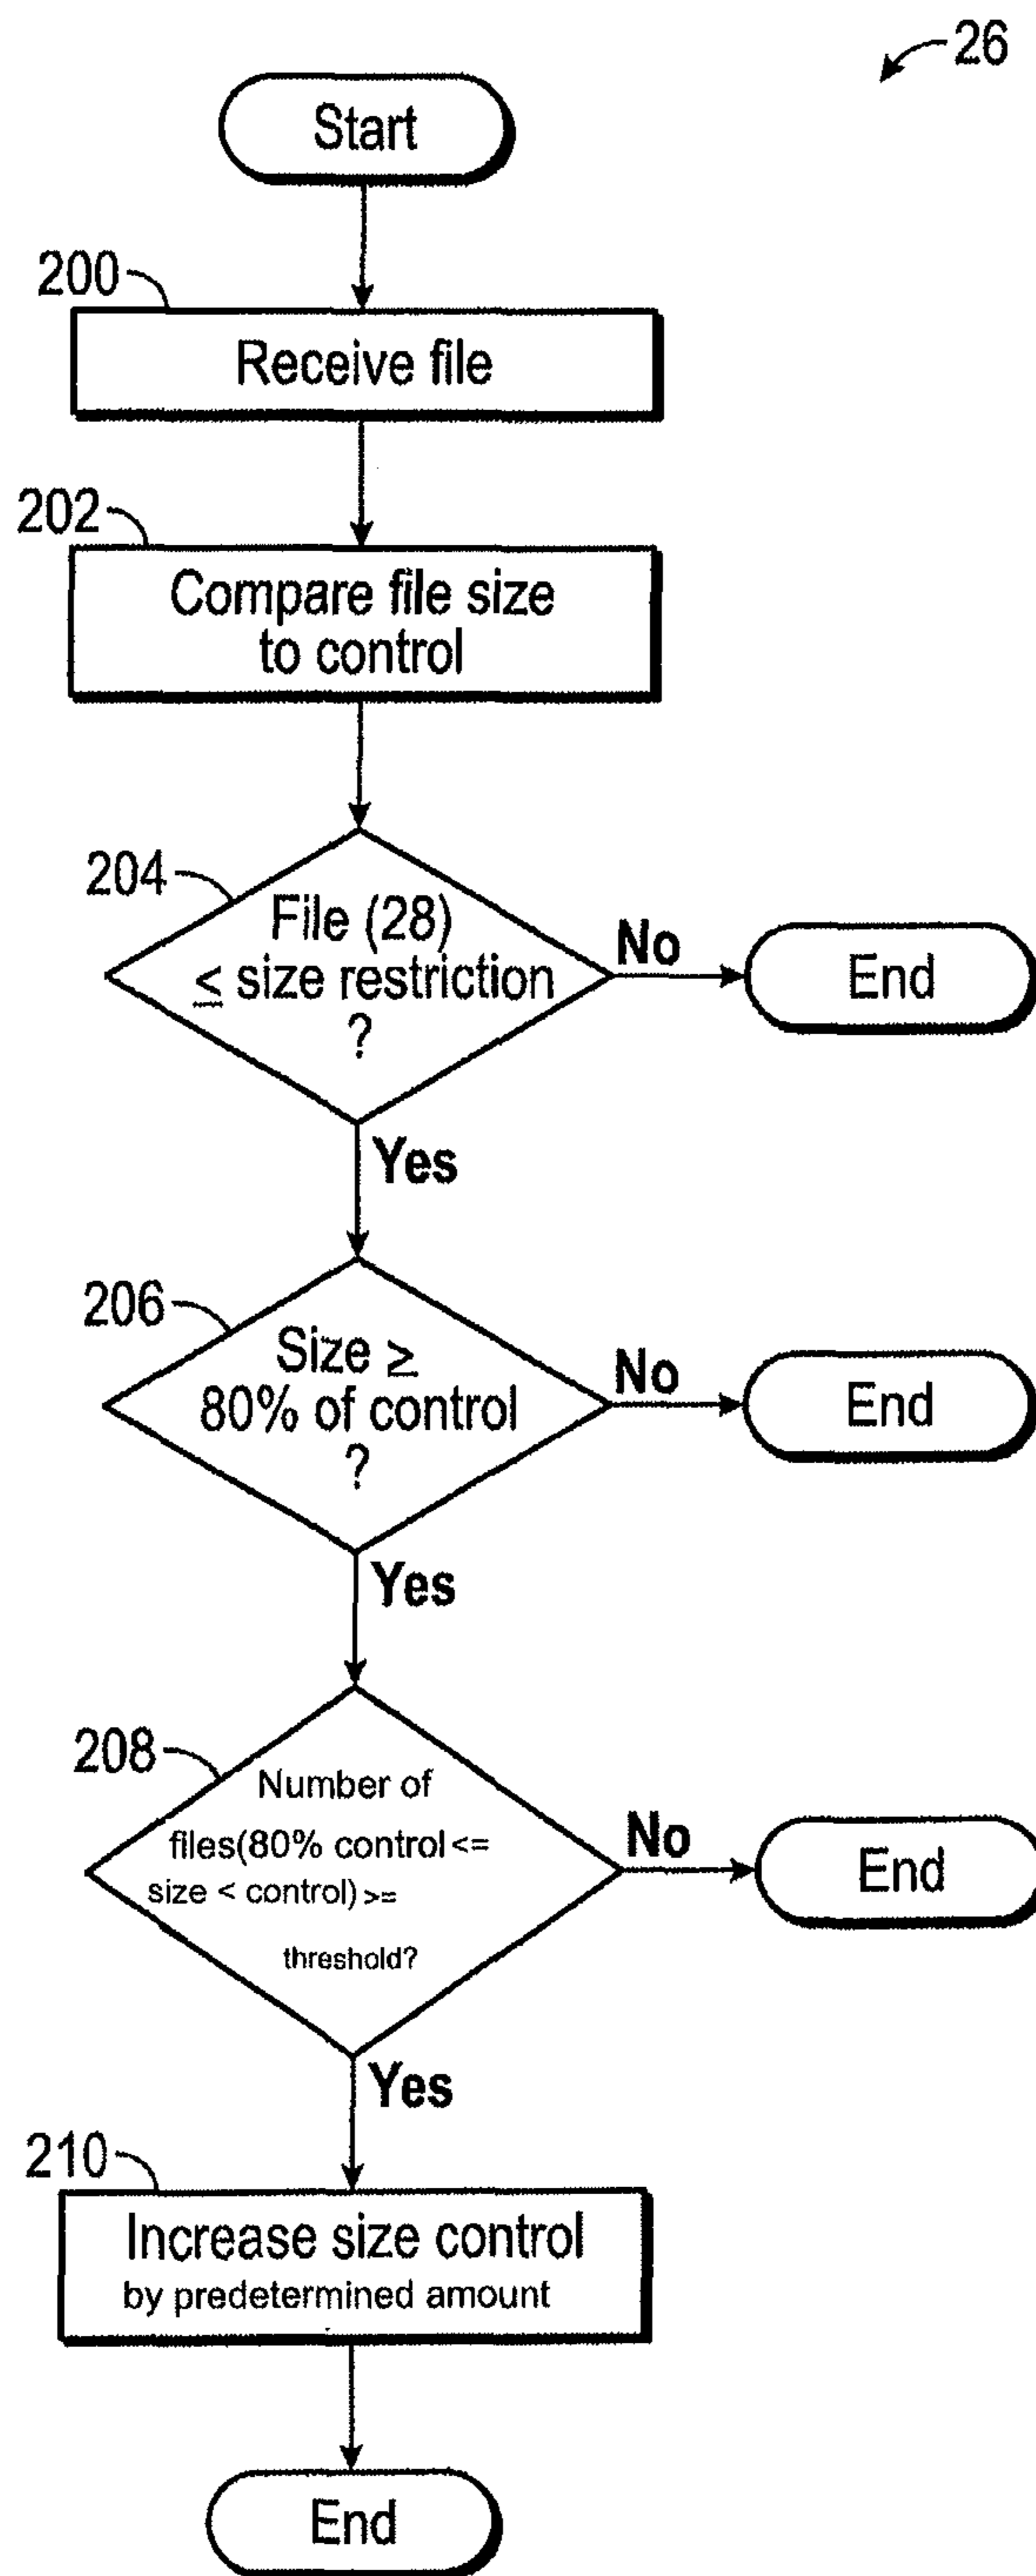 26
Start
200
Receive file
202
Compare file size
to control
204
File (28)
≤ size restriction
?
No
End
Yes
206
Size ≥
80% of control
?
No
End
Yes
208
Number of
files(80% control <=
size < control) >=
threshold?
No
End
Yes
210
Increase size control
by predetermined amount
End